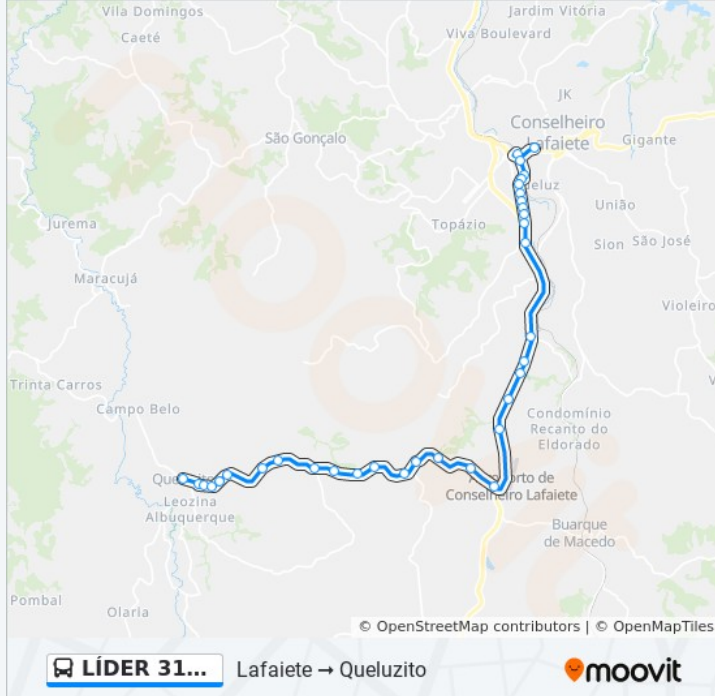 Vila Domingos
Jardim Vitória
Caeté
Viva Boulevard
JK
Conselheiro
Lafaiete
São Gonçalo
Gigante
União
Jurema
Topázio
Sion
São José
Maracujá
Violeiro
Trinta Carros
Campo Belo
Condomínio
Recanto do
Eldorado
Conselheiro Lafaiete
Leozina
Albuquerque
Buarque
de Macedo
Pombal
Olaria
© OpenStreetMap contributors | © OpenMapTiles
LÍDER 31...
Lafaiete → Queluzito
moovit